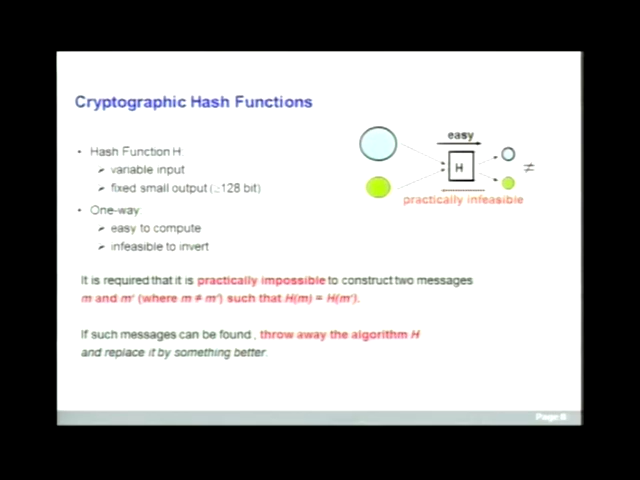 Cryptographic Hash Functions
easy
• Hash Function H:
➢ variable input
➢ fixed small output (≥128 bit)
H
≠
practically infeasible
• One-way:
➢ easy to compute
➢ infeasible to invert
It is required that it is practically impossible to construct two messages
m and m' (where m ≠ m') such that H(m) = H(m').
If such messages can be found, throw away the algorithm H
and replace it by something better.